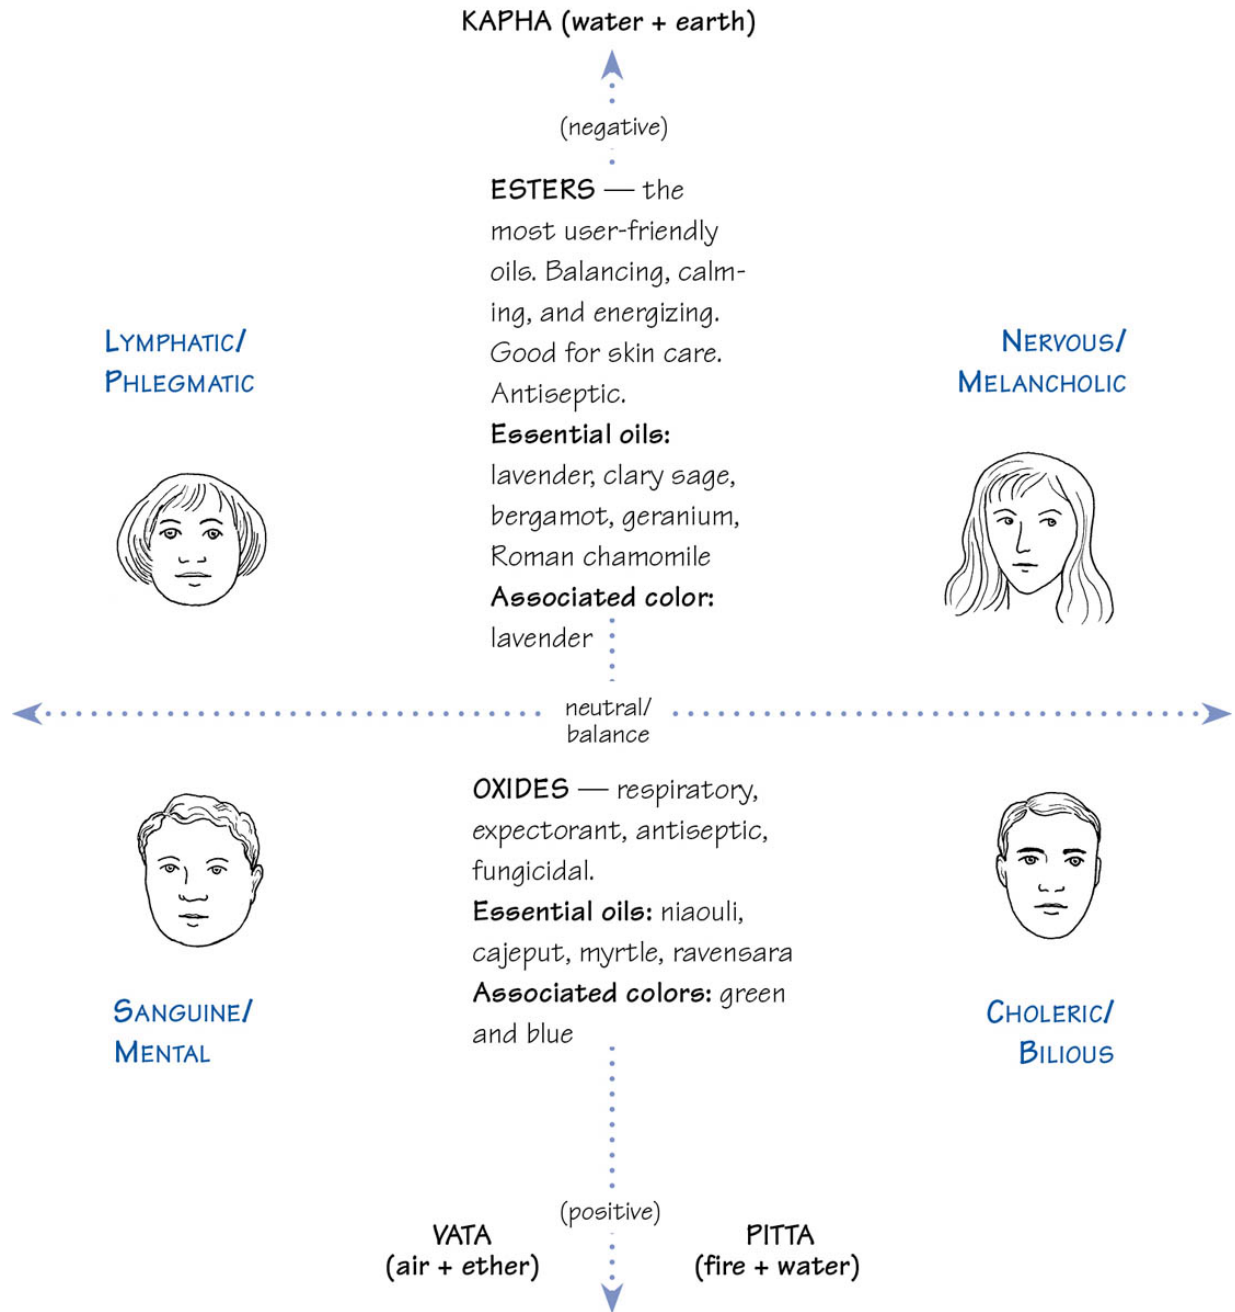 KAPHA (water + earth)
(negative)
ESTERS — the
most user-friendly
oils. Balancing, calm-
ing, and energizing.
Good for skin care.
Antiseptic.
Essential oils:
lavender, clary sage,
bergamot, geranium,
Roman chamomile
Associated color:
lavender
LYMPHATIC/
PHLEGMATIC
NERVOUS/
MELANCHOLIC
neutral/
balance
OXIDES — respiratory,
expectorant, antiseptic,
fungicidal.
Essential oils: niaouli,
cajeput, myrtle, ravensara
Associated colors: green
and blue
SANGUINE/
MENTAL
CHOLERIC/
BILIOUS
(positive)
VATA
(air + ether)
PITTA
(fire + water)